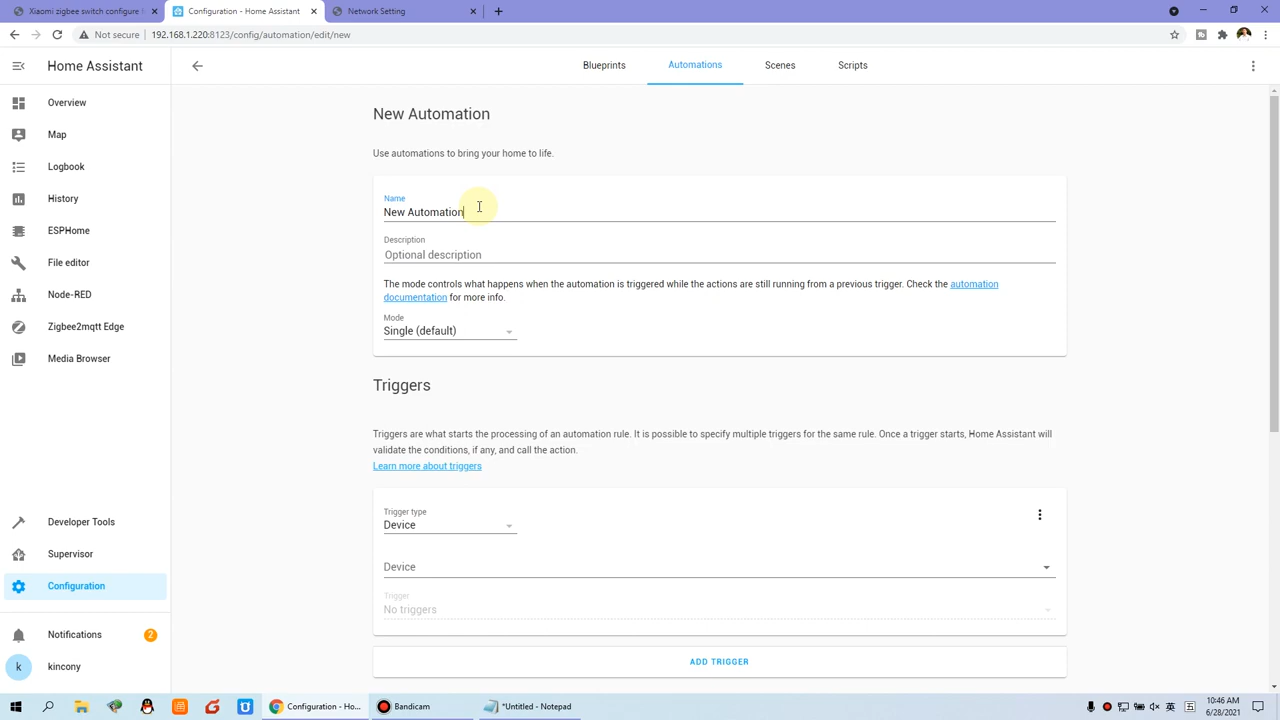 Xiaomi zigbee switch combine
Configuration - Home Assistant
Network Setting
Not secure
192.168.1.220:8123/config/automation/edit/new
Home Assistant
Blueprints
Automations
Scenes
Scripts
Overview
Map
Logbook
History
ESPHome
File editor
Node-RED
Zigbee2mqtt Edge
Media Browser
Developer Tools
Supervisor
Configuration
Notifications
2
k
kincony
New Automation
Use automations to bring your home to life.
Name
New Automation
Description
Optional description
The mode controls what happens when the automation is triggered while the actions are still running from a previous trigger. Check the automation
documentation for more info.
Mode
Single (default)
Triggers
Triggers are what starts the processing of an automation rule. It is possible to specify multiple triggers for the same rule. Once a trigger starts, Home Assistant will
validate the conditions, if any, and call the action.
Learn more about triggers
Trigger type
Device
Device
Trigger
No triggers
ADD TRIGGER
Configuration - Ho...
Bandicam
*Untitled - Notepad
英
10:46 AM
6/28/2021